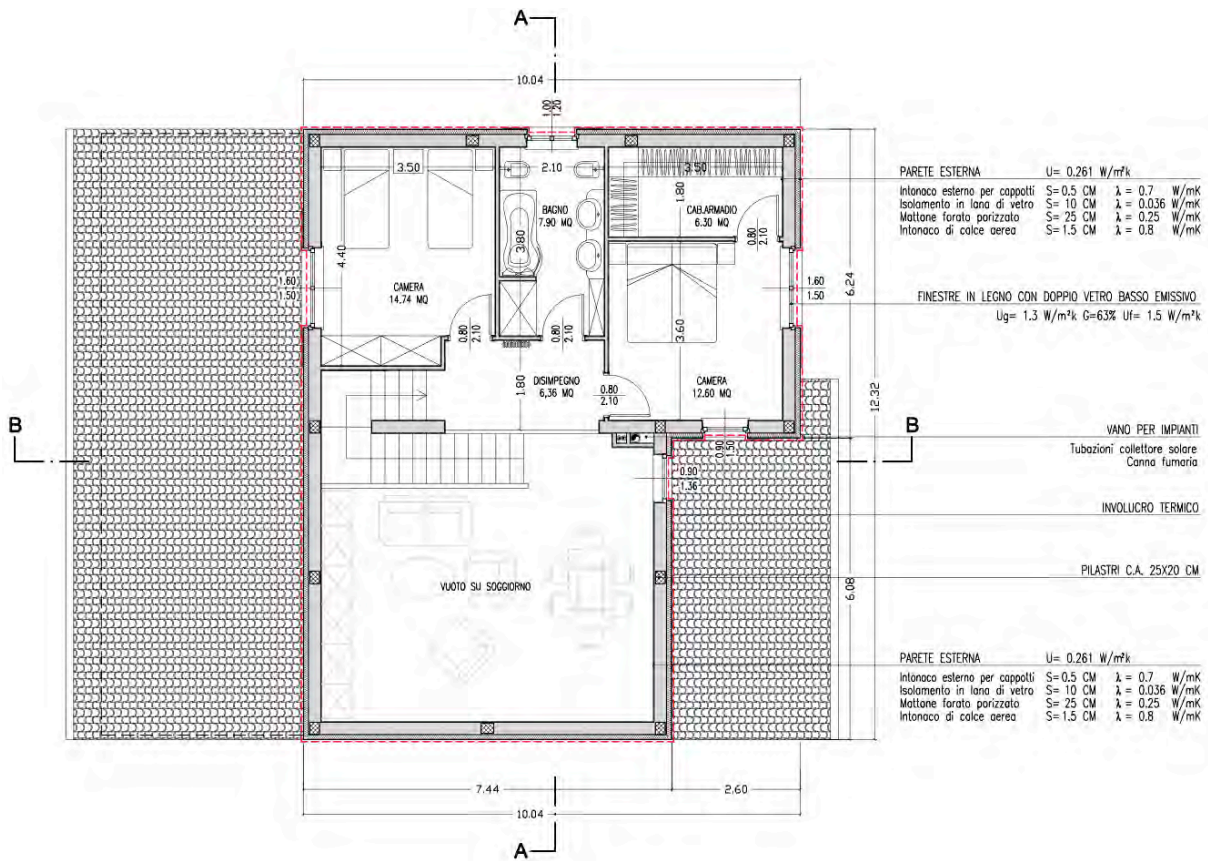 A
10.04
1.00
1.20
3.50
2.10
3.50
1.80
BAGNO
7.90 MQ
CAB.ARMADIO
6.30 MQ
3.80
0.80
2.10
4.40
CAMERA
14.74 MQ
1.60
1.50
1.60
1.50
6.24
0.80
2.10
0.80
2.10
3.60
DISIMPEGNO
6,36 MQ
1.80
0.80
2.10
CAMERA
12.60 MQ
12.32
B
B
0.90
1.50
0.90
1.36
VUOTO SU SOGGIORNO
6.08
7.44
2.60
10.04
A
PARETE ESTERNA U= 0.261 W/m²k
Intonaco esterno per cappotti S=0.5 CM λ = 0.7 W/mK
Isolamento in lana di vetro S= 10 CM λ = 0.036 W/mK
Mattone forato porizzato S= 25 CM λ = 0.25 W/mK
Intonaco di calce aerea S= 1.5 CM λ = 0.8 W/mK
FINESTRE IN LEGNO CON DOPPIO VETRO BASSO EMISSIVO
Ug= 1.3 W/m²k G=63% Uf= 1.5 W/m²k
VANO PER IMPIANTI
Tubazioni collettore solare
Canna fumaria
INVOLUCRO TERMICO
PILASTRI C.A. 25X20 CM
PARETE ESTERNA U= 0.261 W/m²k
Intonaco esterno per cappotti S=0.5 CM λ = 0.7 W/mK
Isolamento in lana di vetro S= 10 CM λ = 0.036 W/mK
Mattone forato porizzato S= 25 CM λ = 0.25 W/mK
Intonaco di calce aerea S= 1.5 CM λ = 0.8 W/mK